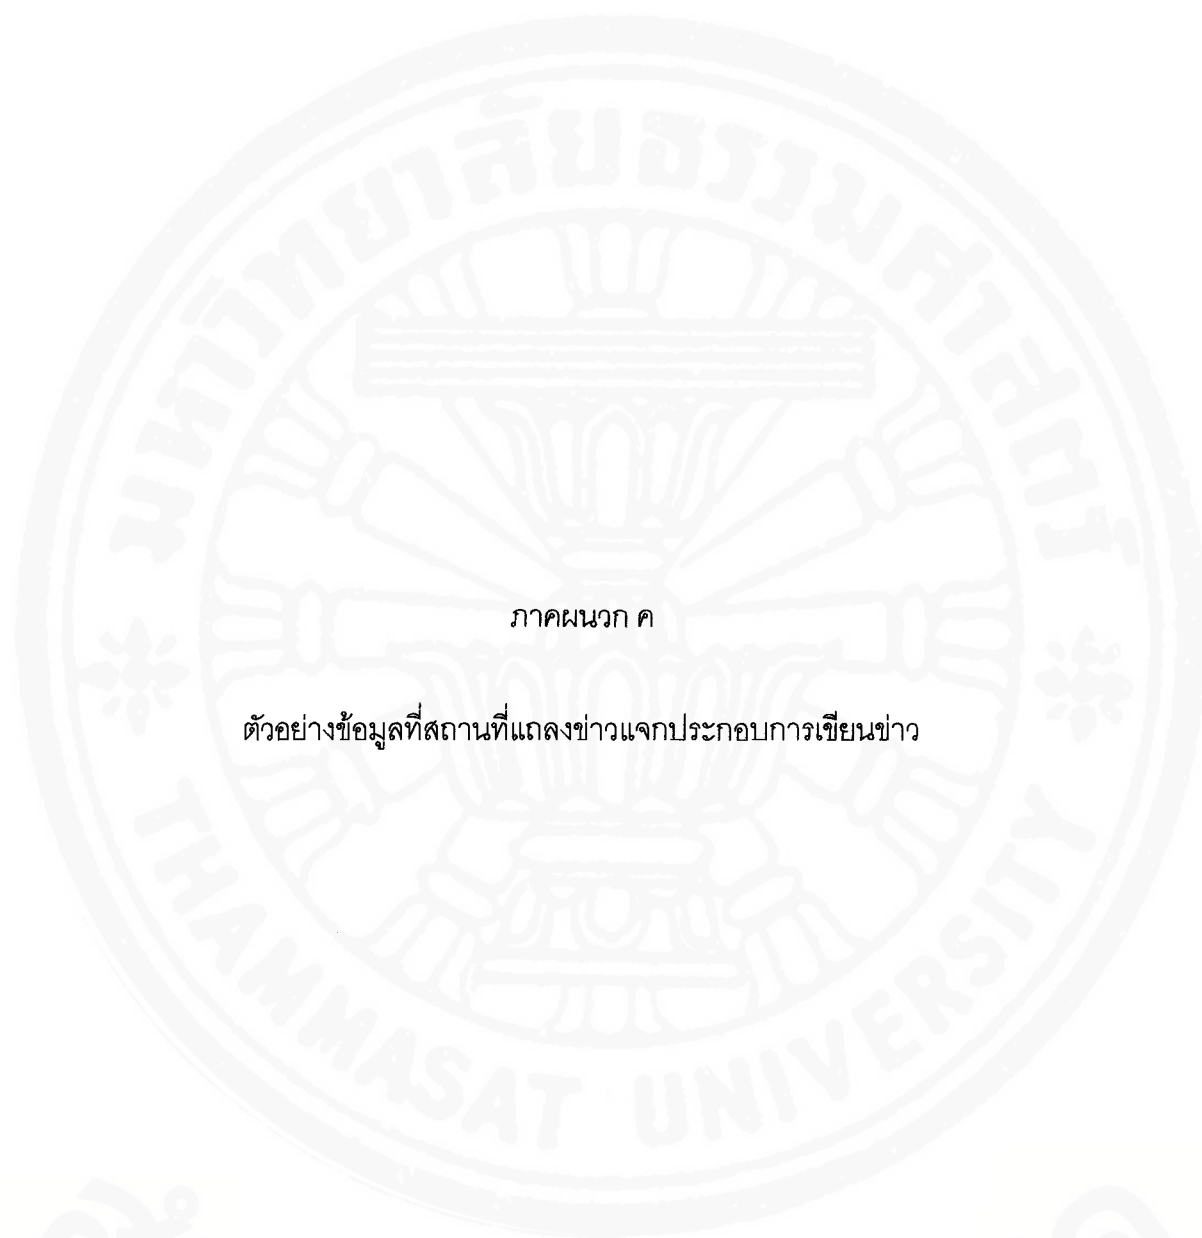 มหาวิทยาลัยธรรมศาสตร์
ภาคผนวก ค
ตัวอย่างข้อมูลที่สถานที่แถลงข่าวแจกประกอบการเขียนข่าว
THAMMASAT UNIVERSITY